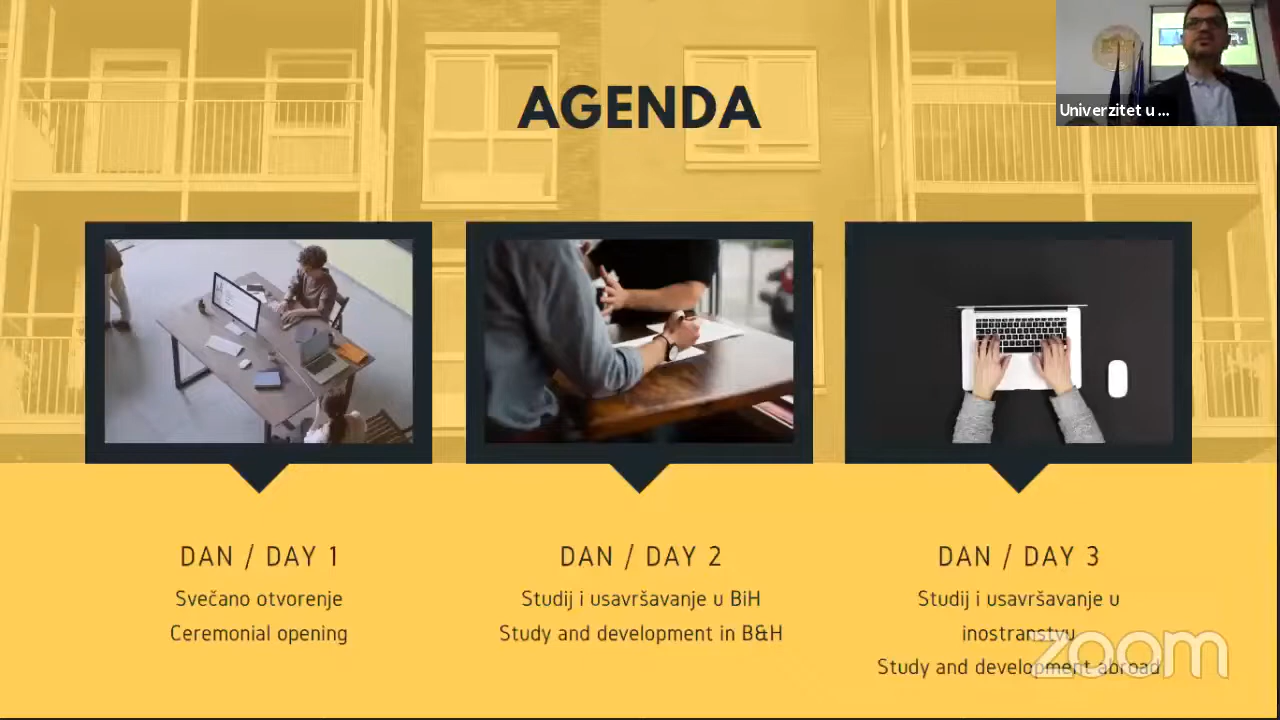 AGENDA
Univerzitet u ...
DAN / DAY 1
Svečano otvorenje
Ceremonial opening
DAN / DAY 2
Studij i usavršavanje u BiH
Study and development in B&H
DAN / DAY 3
Studij i usavršavanje u
inostranstvu
Study and development abroad
zoom